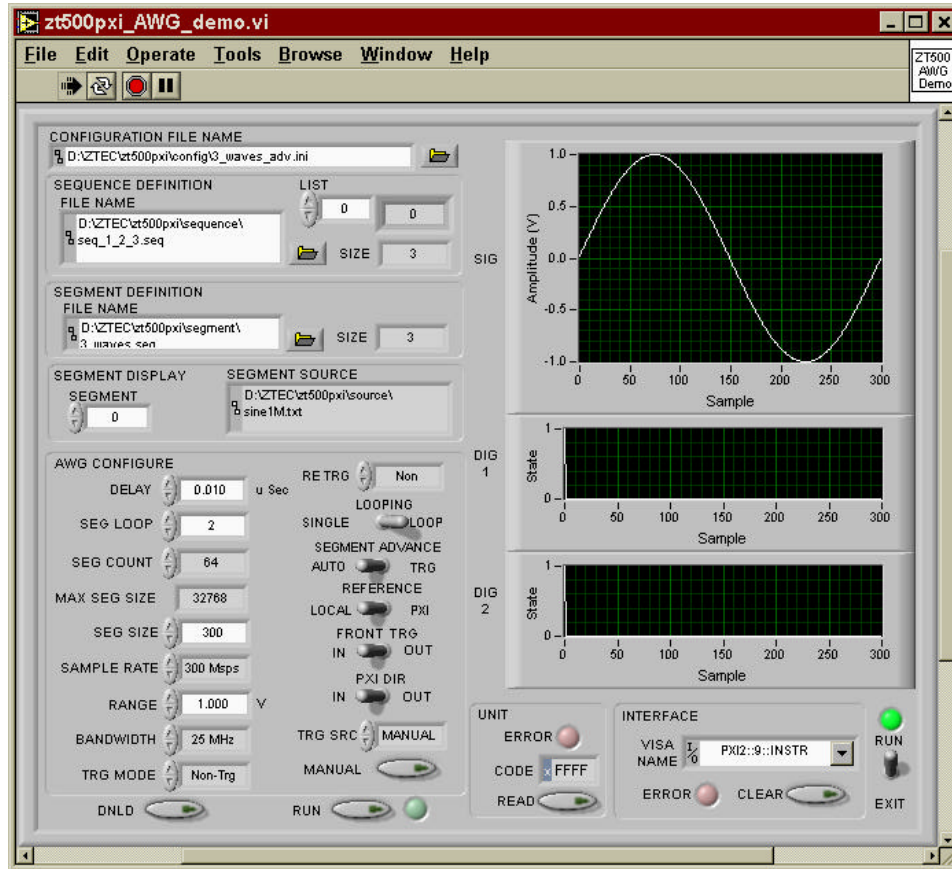 zt500pxi_AWG_demo.vi
File Edit Operate Tools Browse Window Help
ZT500
AWG
Demo
CONFIGURATION FILE NAME
D:\ZTEC\zt500pxi\config\3_waves_adv.ini
SEQUENCE DEFINITION
LIST
FILE NAME
0
0
D:\ZTEC\zt500pxi\sequence\
seq_1_2_3.seq
SIZE 3
SEGMENT DEFINITION
FILE NAME
D:\ZTEC\zt500pxi\segment\
3_waves.seg
SIZE 3
SEGMENT DISPLAY
SEGMENT SOURCE
SEGMENT
0
D:\ZTEC\zt500pxi\source\
sine1M.txt
AWG CONFIGURE
DELAY 0.010 u Sec
SEG LOOP 2
SEG COUNT 64
MAX SEG SIZE 32768
SEG SIZE 300
SAMPLE RATE 300 Msps
RANGE 1.000 V
BANDWIDTH 25 MHz
TRG MODE Non-Trg
DNLD
RE TRG Non
LOOPING
SINGLE LOOP
SEGMENT ADVANCE
AUTO TRG
REFERENCE
LOCAL PXI
FRONT TRG
IN OUT
PXI DIR
IN OUT
TRG SRC MANUAL
MANUAL
RUN
SIG
Amplitude (V)
1.0
0.5
0.0
-0.5
-1.0
0 50 100 150 200 250 300
Sample
DIG
1
State
1
0
0 50 100 150 200 250 300
Sample
DIG
2
State
1
0
0 50 100 150 200 250 300
Sample
UNIT
ERROR
CODE x FFFF
READ
INTERFACE
VISA
NAME
I/O
PXI2::9::INSTR
ERROR CLEAR
RUN
EXIT